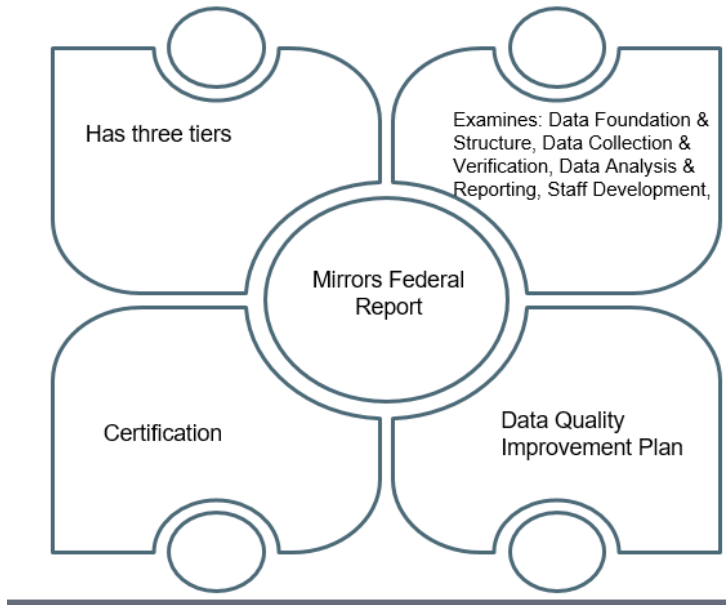 Has three tiers
Examines: Data Foundation &
Structure, Data Collection &
Verification, Data Analysis &
Reporting, Staff Development,
Mirrors Federal
Report
Certification
Data Quality
Improvement Plan